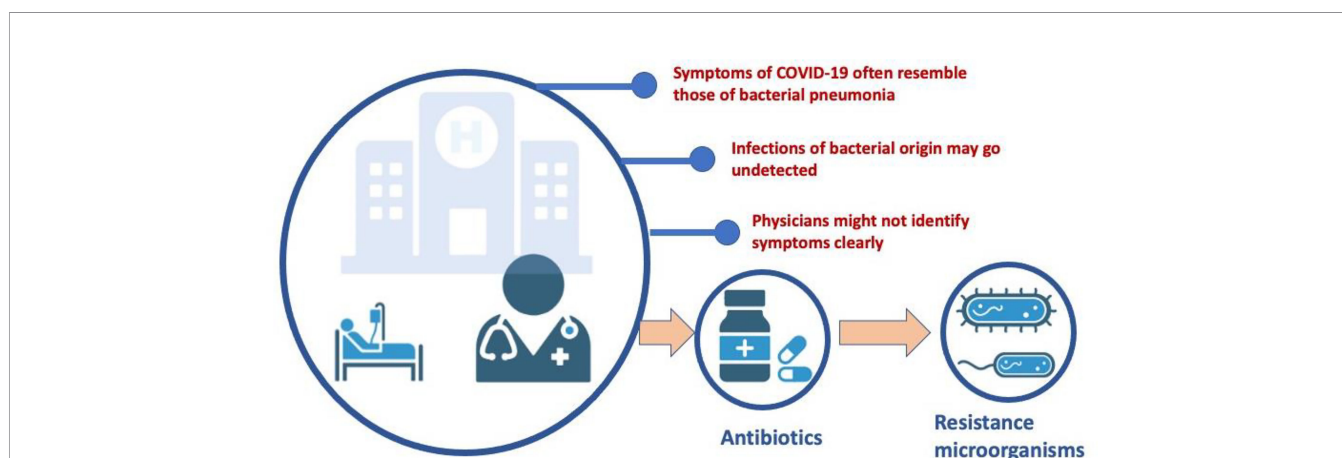 Symptoms of COVID-19 often resemble
those of bacterial pneumonia
H
Infections of bacterial origin may go
undetected
Physicians might not identify
symptoms clearly
Antibiotics
Resistance
microorganisms